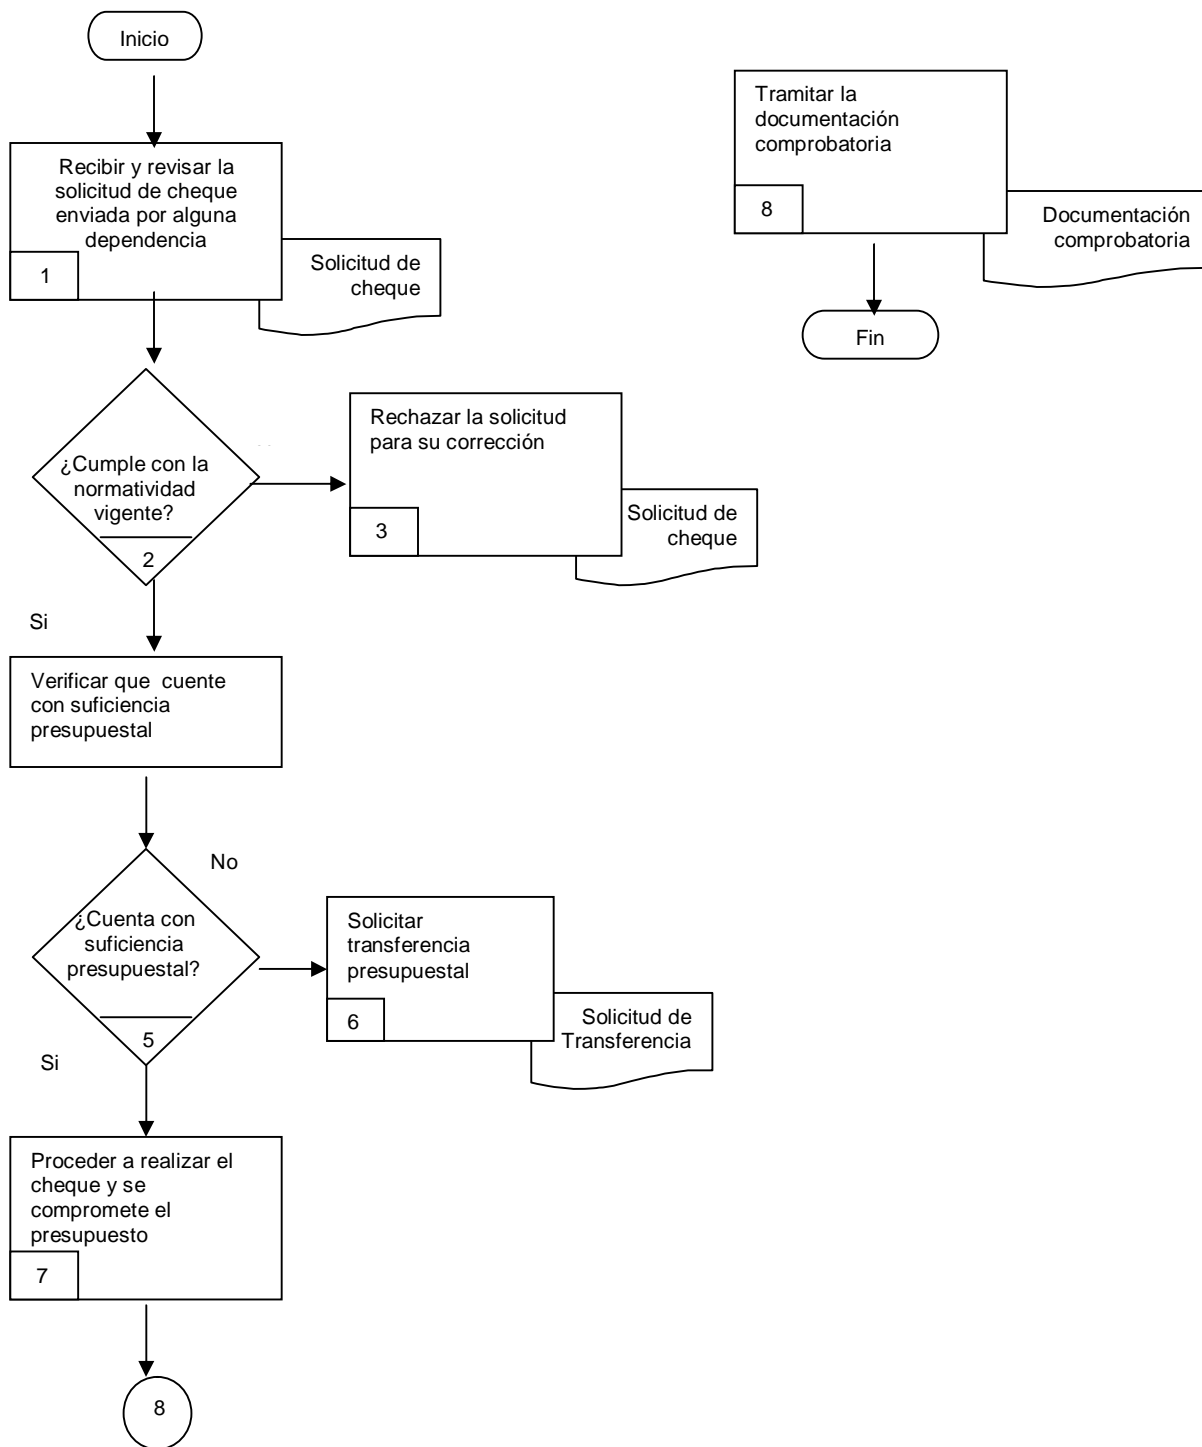 Inicio
Recibir y revisar la
solicitud de cheque
enviada por alguna
dependencia
1
Solicitud de
cheque
¿Cumple con la
normatividad
vigente?
2
Rechazar la solicitud
para su corrección
3
Solicitud de
cheque
Si
Verificar que cuente
con suficiencia
presupuestal
¿Cuenta con
suficiencia
presupuestal?
5
No
Solicitar
transferencia
presupuestal
6
Solicitud de
Transferencia
Si
Proceder a realizar el
cheque y se
compromete el
presupuesto
7
8
Tramitar la
documentación
comprobatoria
8
Documentación
comprobatoria
Fin